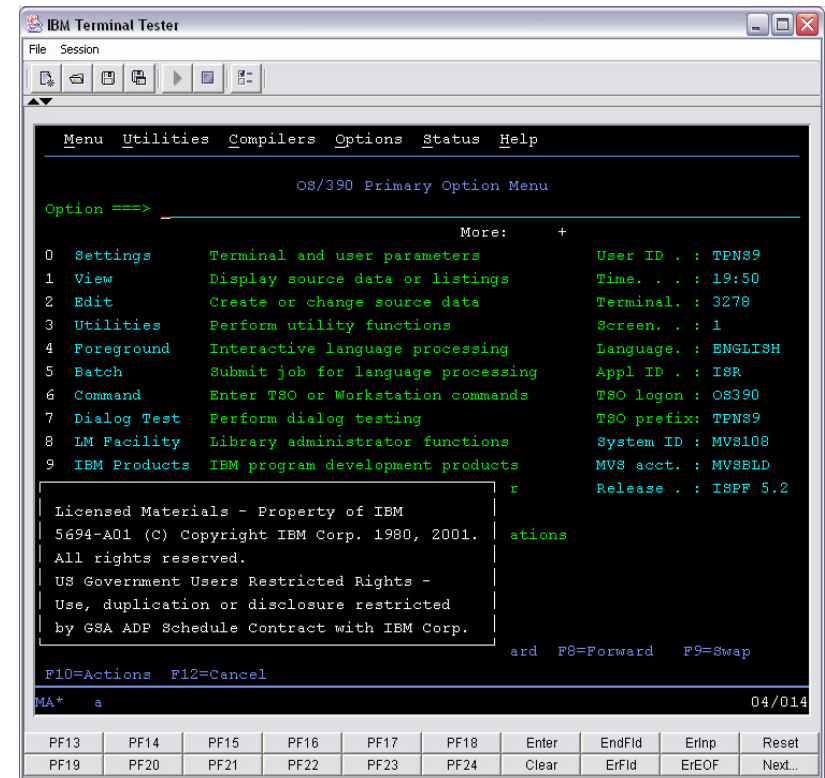 IBM Terminal Tester
File Session
Menu Utilities Compilers Options Status Help
OS/390 Primary Option Menu
Option ===> _
More: +
0 Settings Terminal and user parameters User ID . : TPNS9
1 View Display source data or listings Time. . . : 19:50
2 Edit Create or change source data Terminal. : 3278
3 Utilities Perform utility functions Screen. . : 1
4 Foreground Interactive language processing Language. : ENGLISH
5 Batch Submit job for language processing Appl ID . : ISR
6 Command Enter TSO or Workstation commands TSO logon : OS390
7 Dialog Test Perform dialog testing TSO prefix: TPNS9
8 LM Facility Library administrator functions System ID : MVS108
9 IBM Products IBM program development products MVS acct. : MVSBLD
r Release . : ISPF 5.2
Licensed Materials - Property of IBM
5694-A01 (C) Copyright IBM Corp. 1980, 2001. ations
All rights reserved.
US Government Users Restricted Rights -
Use, duplication or disclosure restricted
by GSA ADP Schedule Contract with IBM Corp.
ard F8=Forward F9=Swap
F10=Actions F12=Cancel
MA* a 04/014
PF13 PF14 PF15 PF16 PF17 PF18 Enter EndFld ErInp Reset
PF19 PF20 PF21 PF22 PF23 PF24 Clear ErFld ErEOF Next...